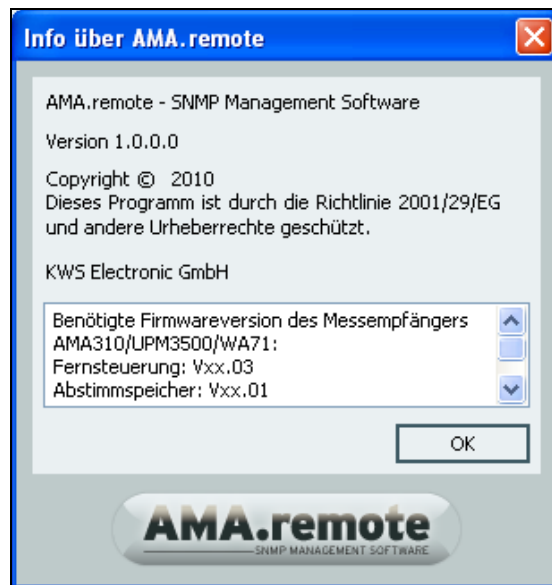 Info über AMA.remote
AMA.remote - SNMP Management Software
Version 1.0.0.0
Copyright © 2010
Dieses Programm ist durch die Richtlinie 2001/29/EG
und andere Urheberrechte geschützt.
KWS Electronic GmbH
Benötigte Firmwareversion des Messempfängers
AMA310/UPM3500/WA71:
Fernsteuerung: Vxx.03
Abstimmspeicher: Vxx.01
OK
AMA.remote
SNMP MANAGEMENT SOFTWARE